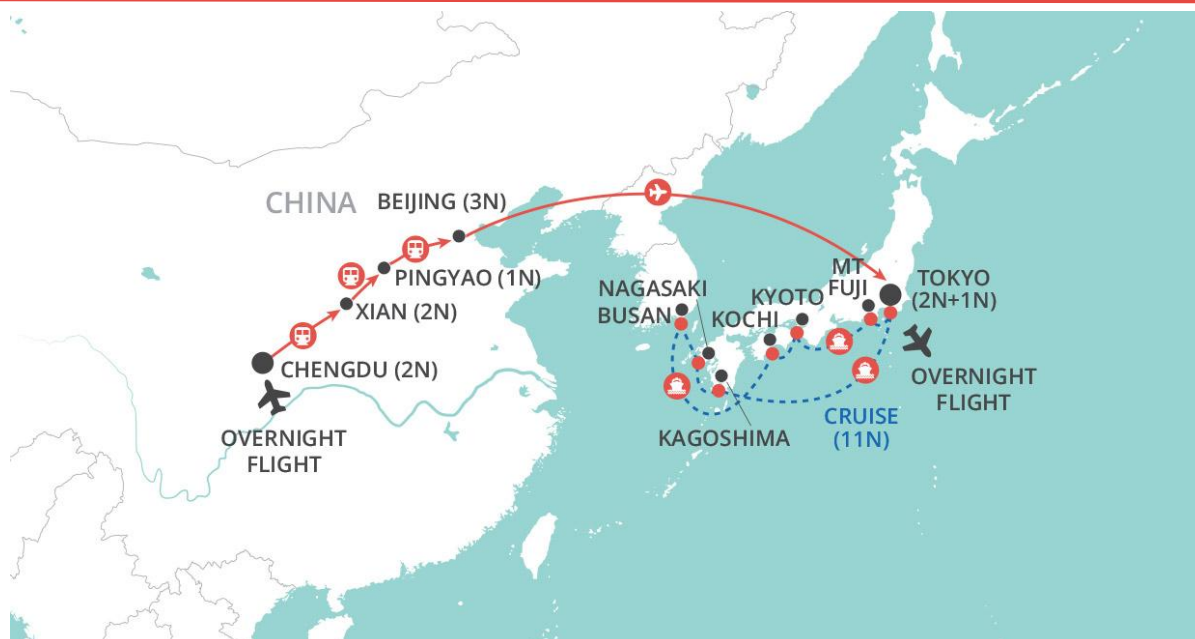 CHINA
BEIJING (3N)
PINGYAO (1N)
XIAN (2N)
CHENGDU (2N)
OVERNIGHT
FLIGHT
NAGASAKI
BUSAN
KOCHI
KYOTO
MT
FUJI
TOKYO
(2N+1N)
OVERNIGHT
FLIGHT
KAGOSHIMA
CRUISE
(11N)